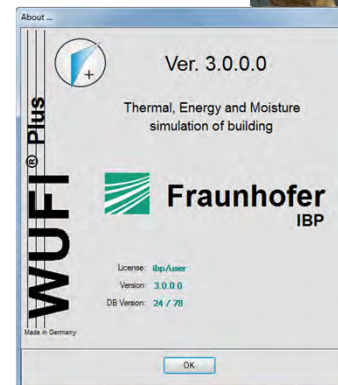 About ...
Ver. 3.0.0.0
Thermal, Energy and Moisture
simulation of building
WUFI® Plus
Fraunhofer
IBP
License: ibp/user
Version: 3.0.0.0
DB Version: 24 / 78
Made in Germany
OK